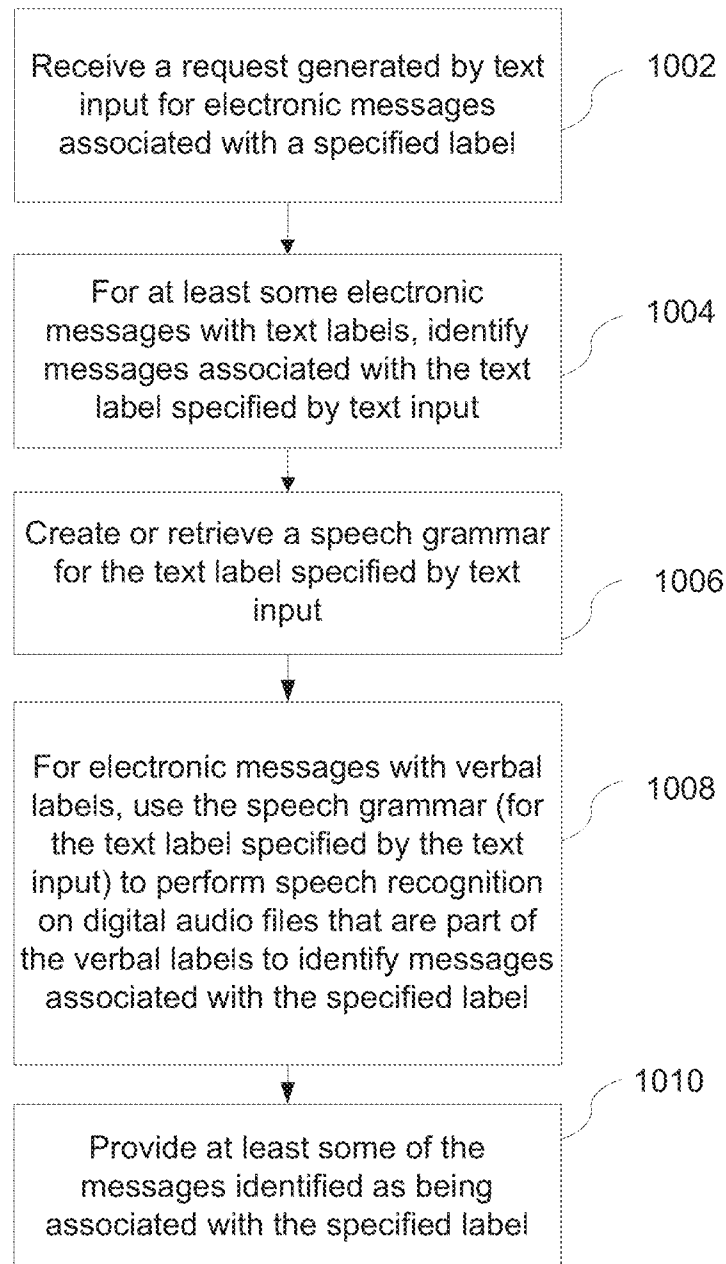 Receive a request generated by text
input for electronic messages
associated with a specified label
1002
For at least some electronic
messages with text labels, identify
messages associated with the text
label specified by text input
1004
Create or retrieve a speech grammar
for the text label specified by text
input
1006
For electronic messages with verbal
labels, use the speech grammar (for
the text label specified by the text
input) to perform speech recognition
on digital audio files that are part of
the verbal labels to identify messages
associated with the specified label
1008
Provide at least some of the
messages identified as being
associated with the specified label
1010